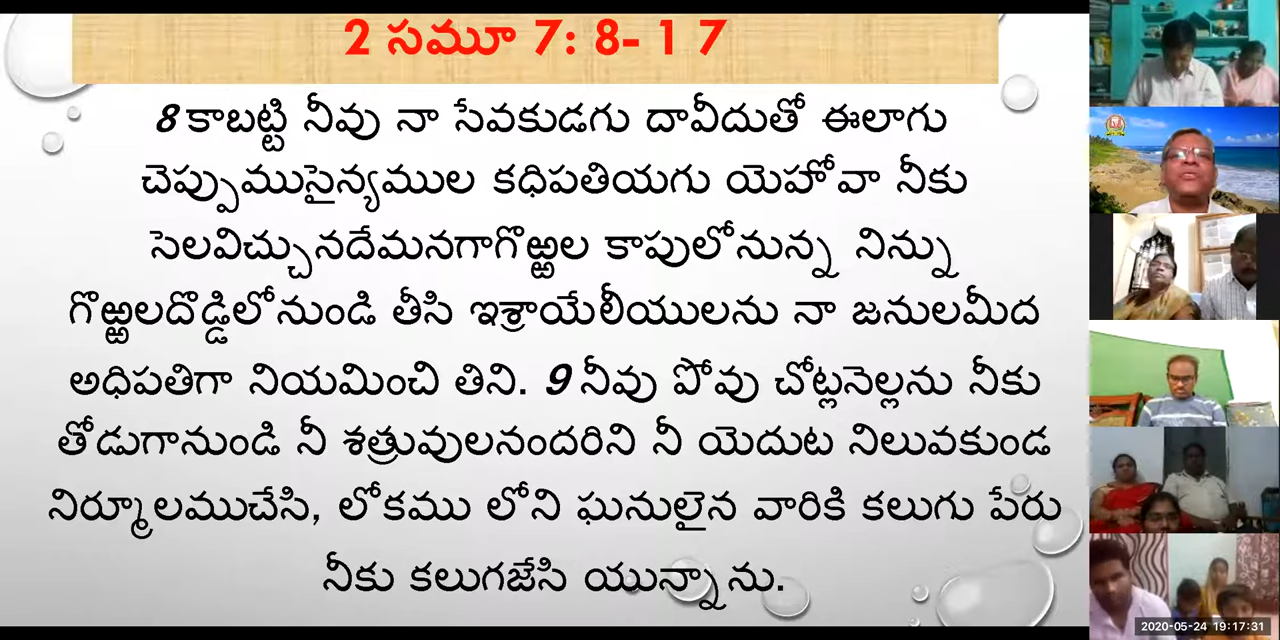 2 సమూ 7: 8- 1 7
8 కాబట్టి నీవు నా సేవకుడగు దావీదుతో ఈలాగు
చెప్పుముసైన్యముల కధిపతియగు యెహోవా నీకు
సెలవిచ్చునదేమనగాగొఱ్ఱల కాపులోనున్న నిన్ను
గొఱ్ఱలదొడ్డిలోనుండి తీసి ఇశ్రాయేలీయులను నా జనులమీద
అధిపతిగా నియమించి తిని. 9 నీవు పోవు చోట్లనెల్లను నీకు
తోడుగానుండి నీ శత్రువులనందరిని నీ యెదుట నిలువకుండ
నిర్మూలముచేసి, లోకము లోని ఘనులైన వారికి కలుగు పేరు
నీకు కలుగజేసి యున్నాను.
2020-05-24 19:17:31